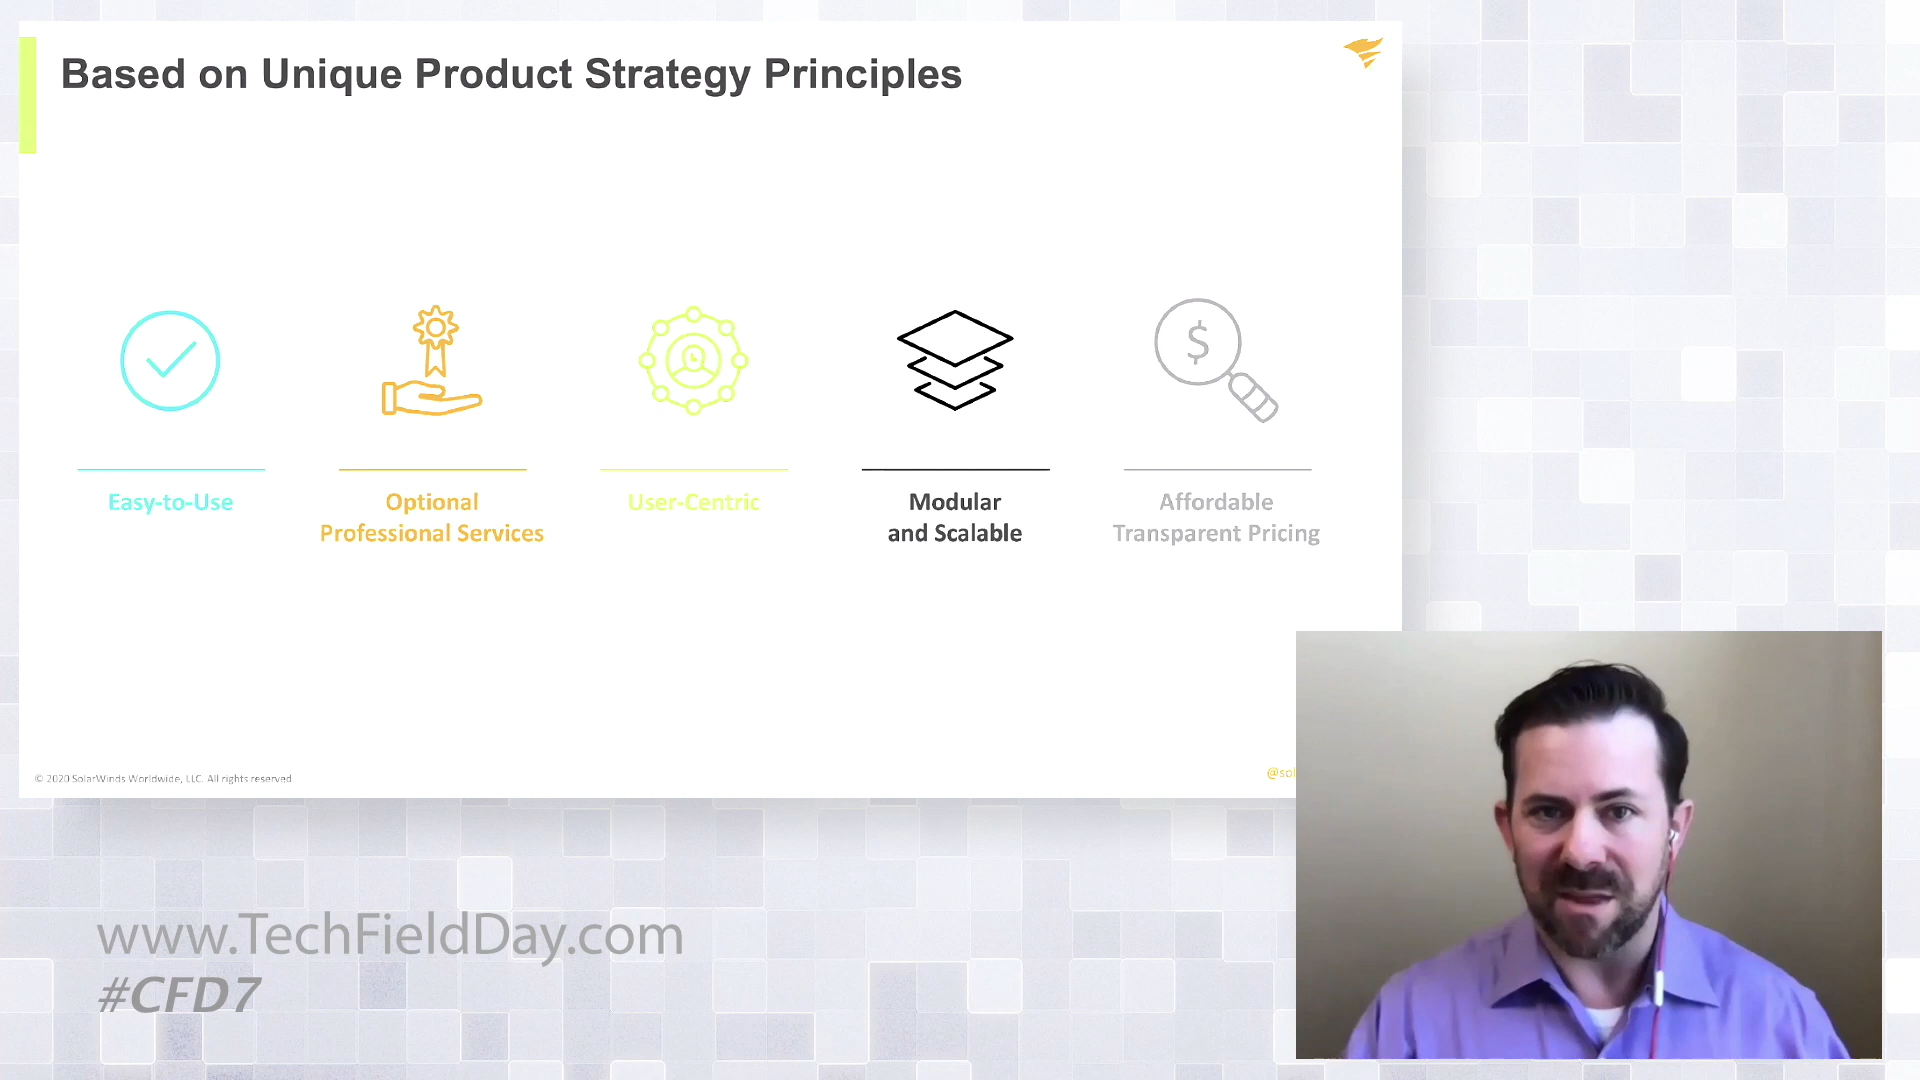 Based on Unique Product Strategy Principles
$
Easy-to-Use
Optional
Professional Services
User-Centric
Modular
and Scalable
Affordable
Transparent Pricing
© 2020 SolarWinds Worldwide, LLC. All rights reserved
www.TechFieldDay.com
#CFD7